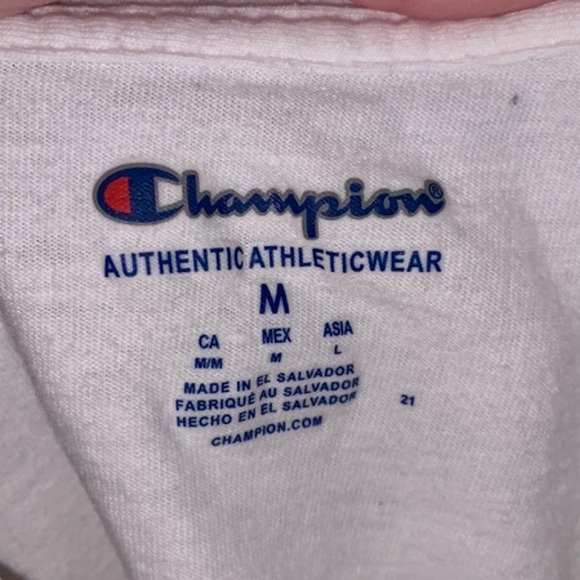 Champion®
AUTHENTIC ATHLETICWEAR
M
CA MEX ASIA
M/M M L
MADE IN EL SALVADOR
FABRIQUÉ AU SALVADOR
HECHO EN EL SALVADOR
21
CHAMPION.COM